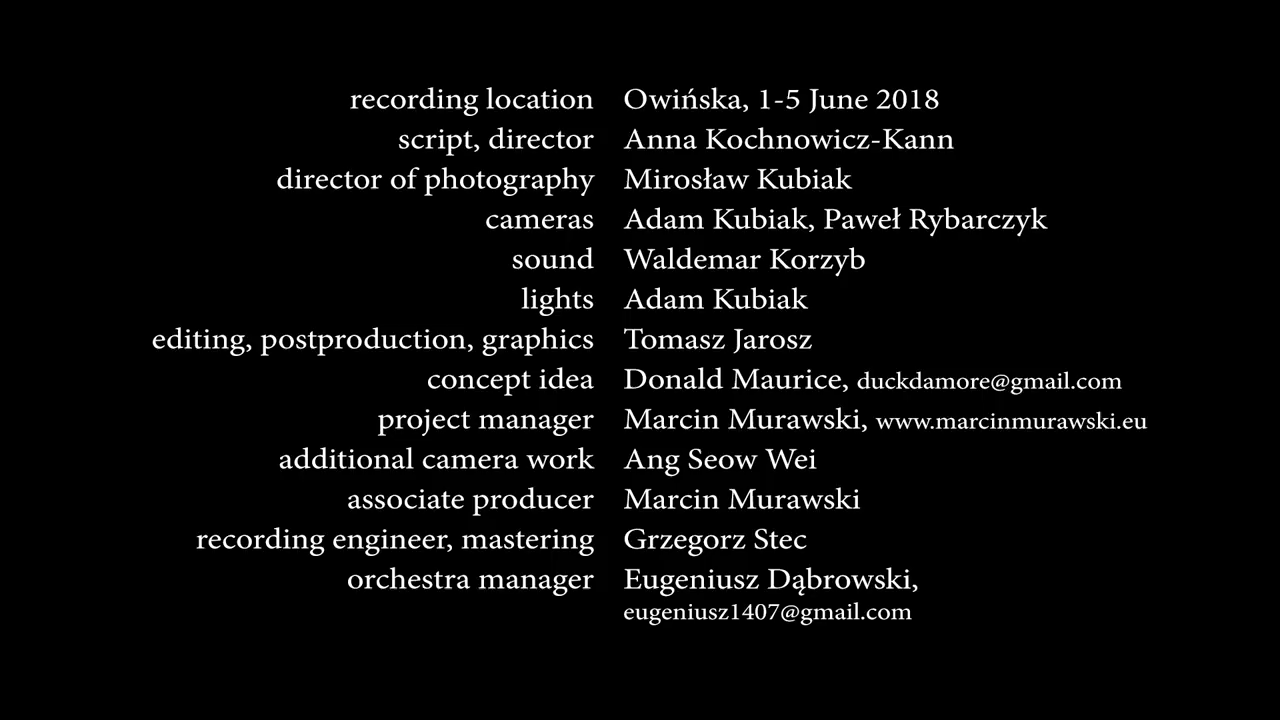 recording location Owińska, 1-5 June 2018
script, director Anna Kochnowicz-Kann
director of photography Mirosław Kubiak
cameras Adam Kubiak, Paweł Rybarczyk
sound Waldemar Korzyb
lights Adam Kubiak
editing, postproduction, graphics Tomasz Jarosz
concept idea Donald Maurice, duckdamore@gmail.com
project manager Marcin Murawski, www.marcinmurawski.eu
additional camera work Ang Seow Wei
associate producer Marcin Murawski
recording engineer, mastering Grzegorz Stec
orchestra manager Eugeniusz Dąbrowski,
eugeniusz1407@gmail.com